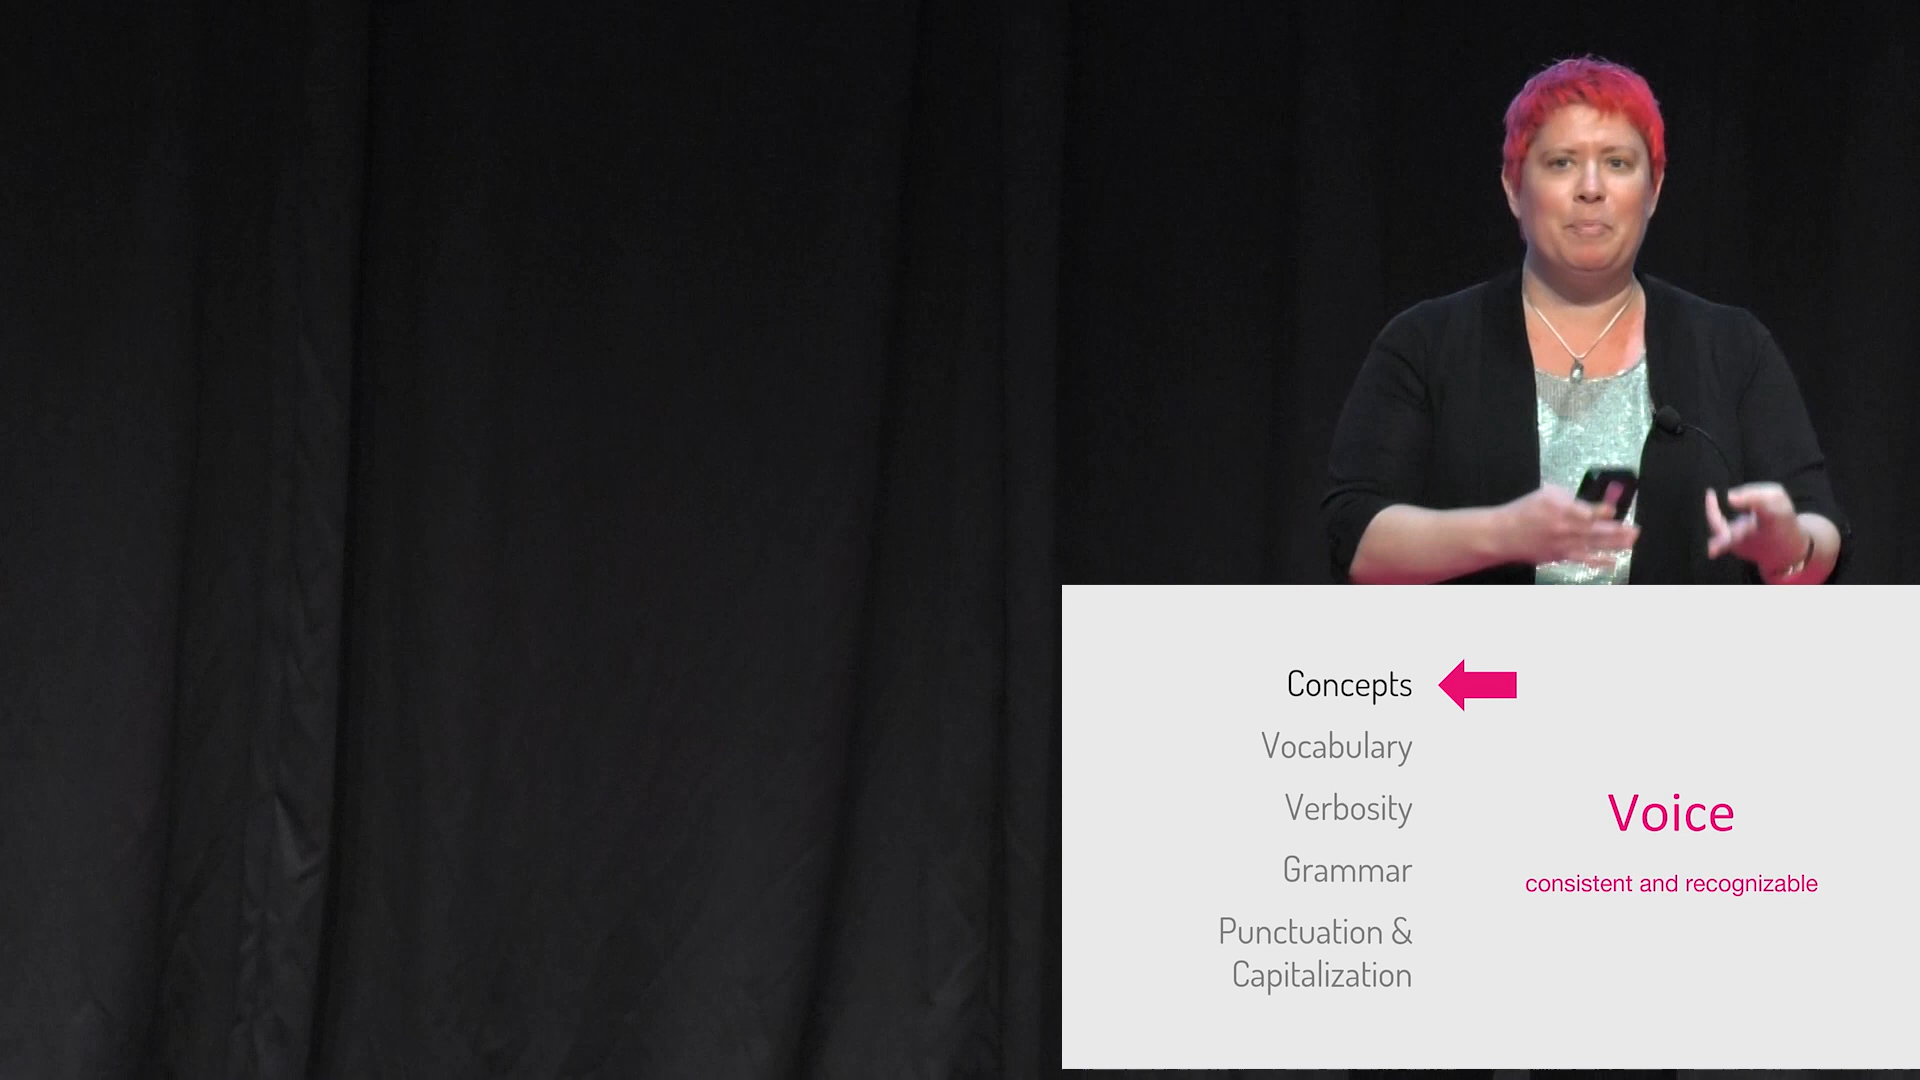 Concepts
Vocabulary
Verbosity
Grammar
Punctuation &
Capitalization
Voice
consistent and recognizable